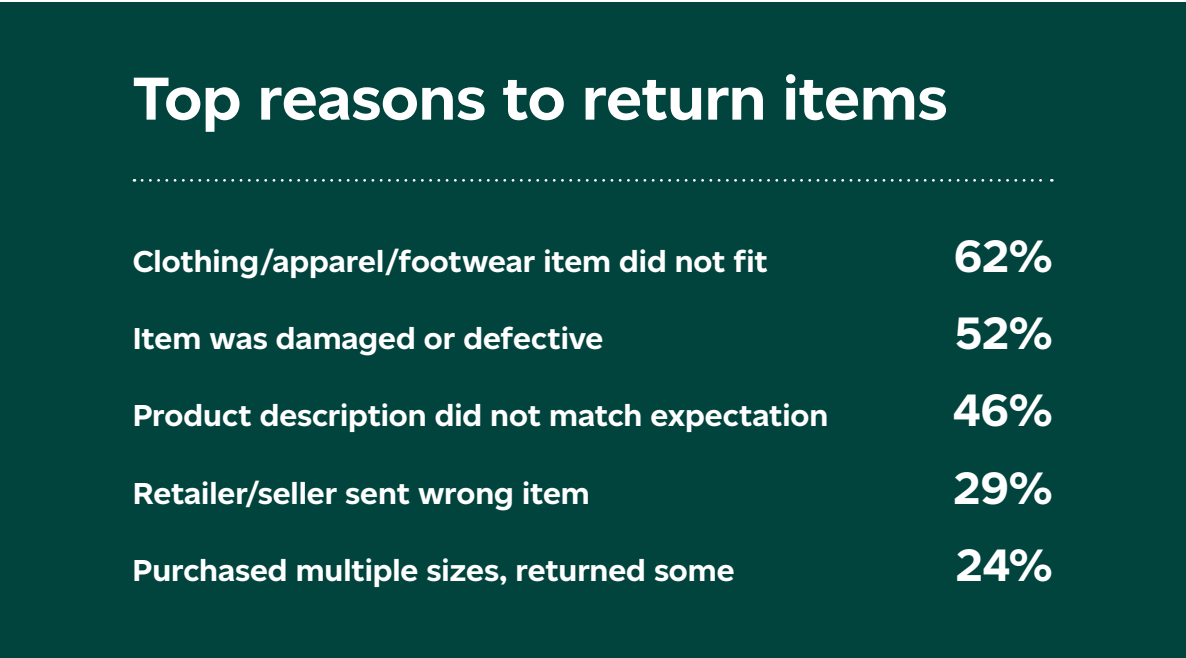 Top reasons to return items
Clothing/apparel/footwear item did not fit 62%
Item was damaged or defective 52%
Product description did not match expectation 46%
Retailer/seller sent wrong item 29%
Purchased multiple sizes, returned some 24%